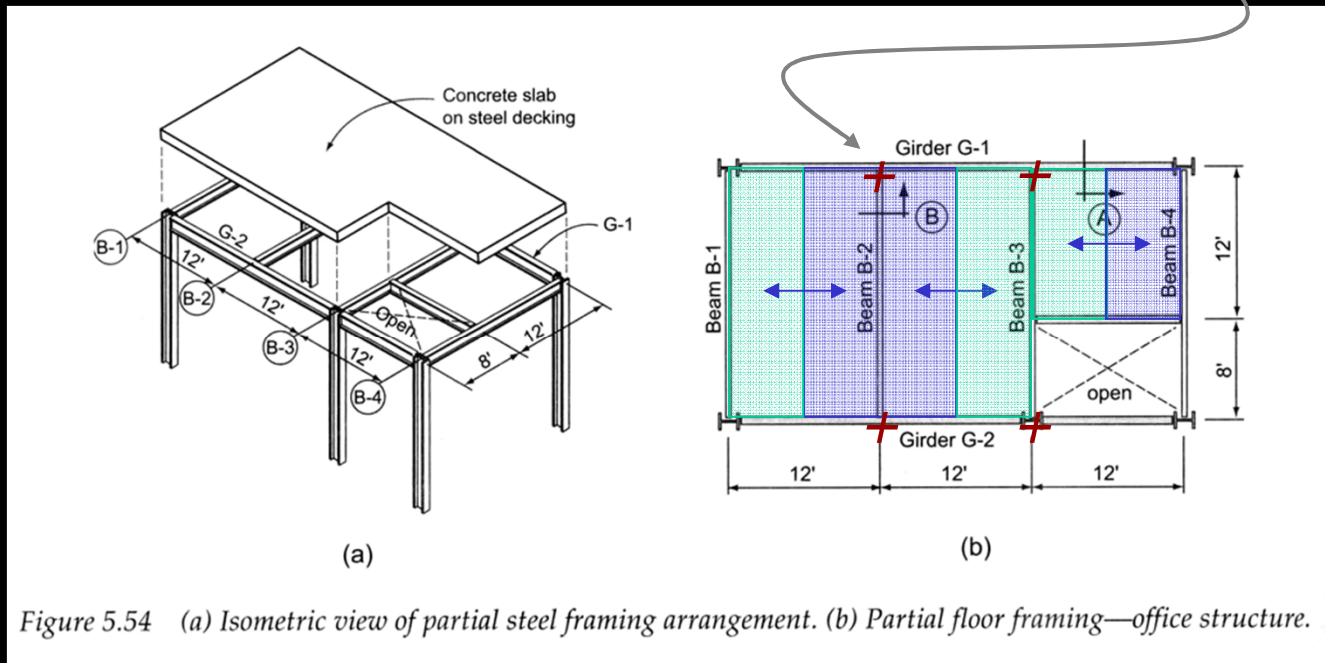 Concrete slab
on steel decking
G-1
G-2
B-1
12'
B-2
12'
B-3
12'
B-4
Open
8'
12'
(a)
Girder G-1
Beam B-1
Beam B-2
B
Beam B-3
A
Beam B-4
12'
8'
open
Girder G-2
12'
12'
12'
(b)
Figure 5.54 (a) Isometric view of partial steel framing arrangement. (b) Partial floor framing—office structure.